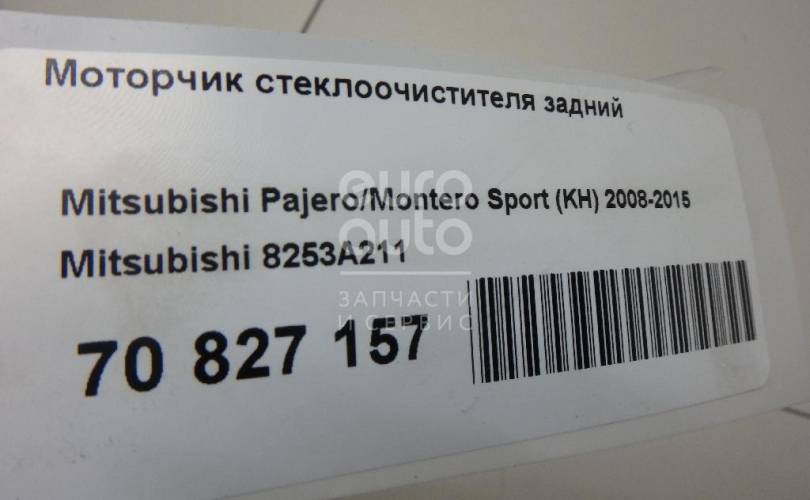 Моторчик стеклоочистителя задний
Mitsubishi Pajero/Montero Sport (KH) 2008-2015
Mitsubishi 8253A211
70 827 157
euro
auto
ЗАПЧАСТИ
И СЕРВИС